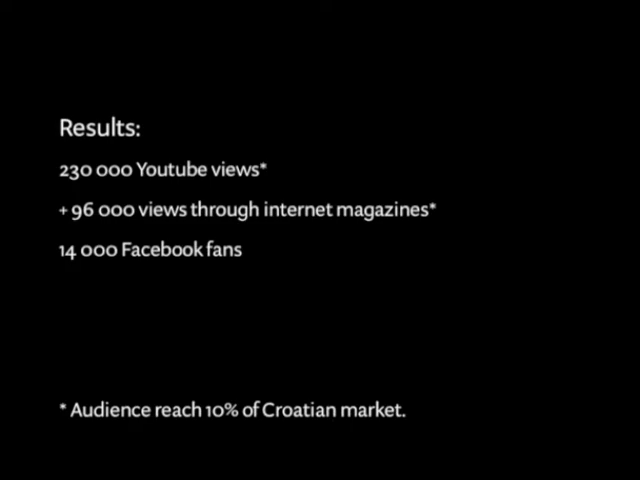 Results:
230 000 Youtube views*
+ 96 000 views through internet magazines*
14 000 Facebook fans
* Audience reach 10% of Croatian market.